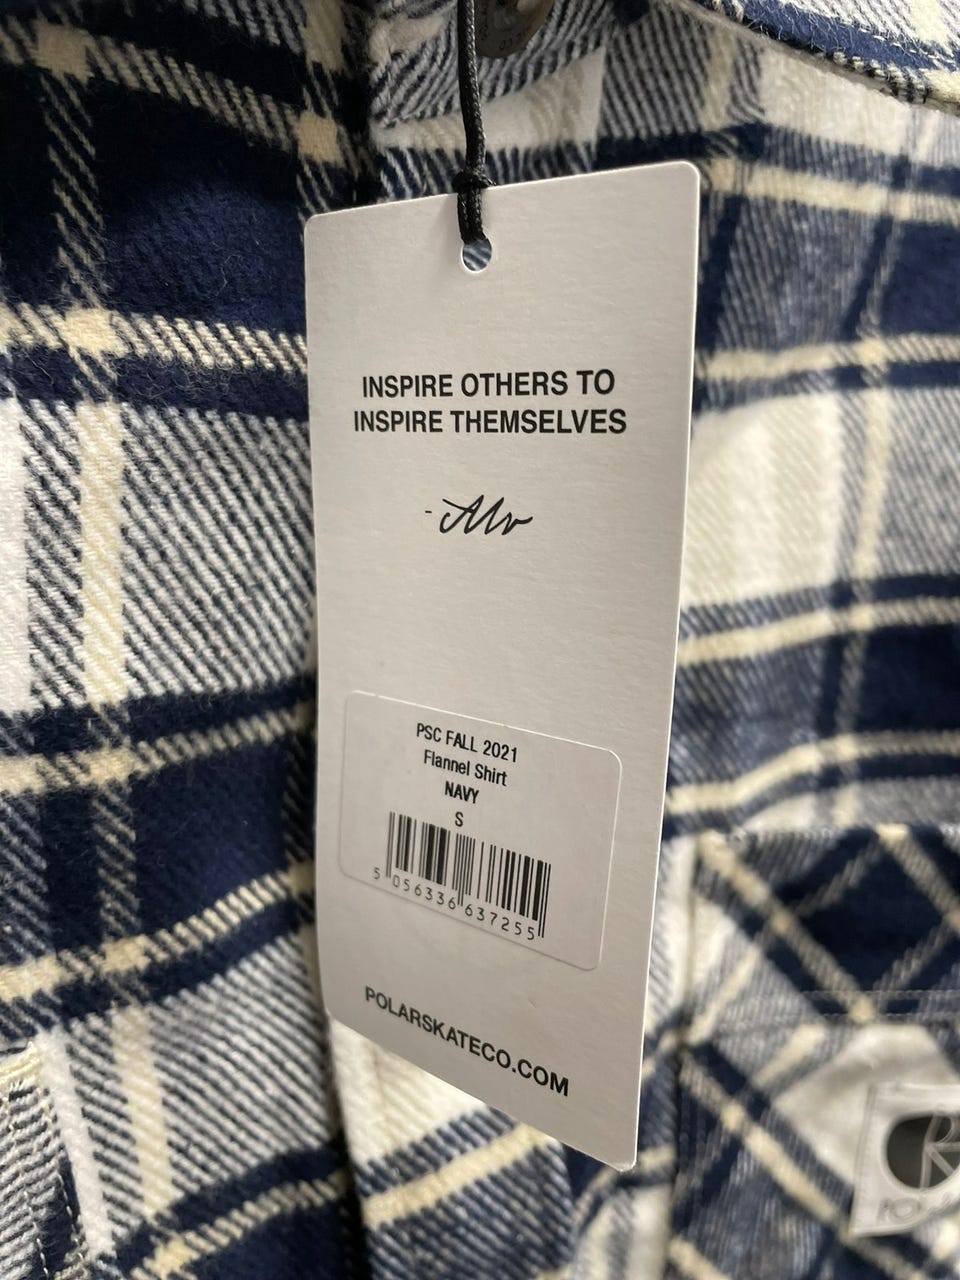 INSPIRE OTHERS TO
INSPIRE THEMSELVES
PSC FALL 2021
Flannel Shirt
NAVY
S
5 056336 637255
POLARSKATECO.COM